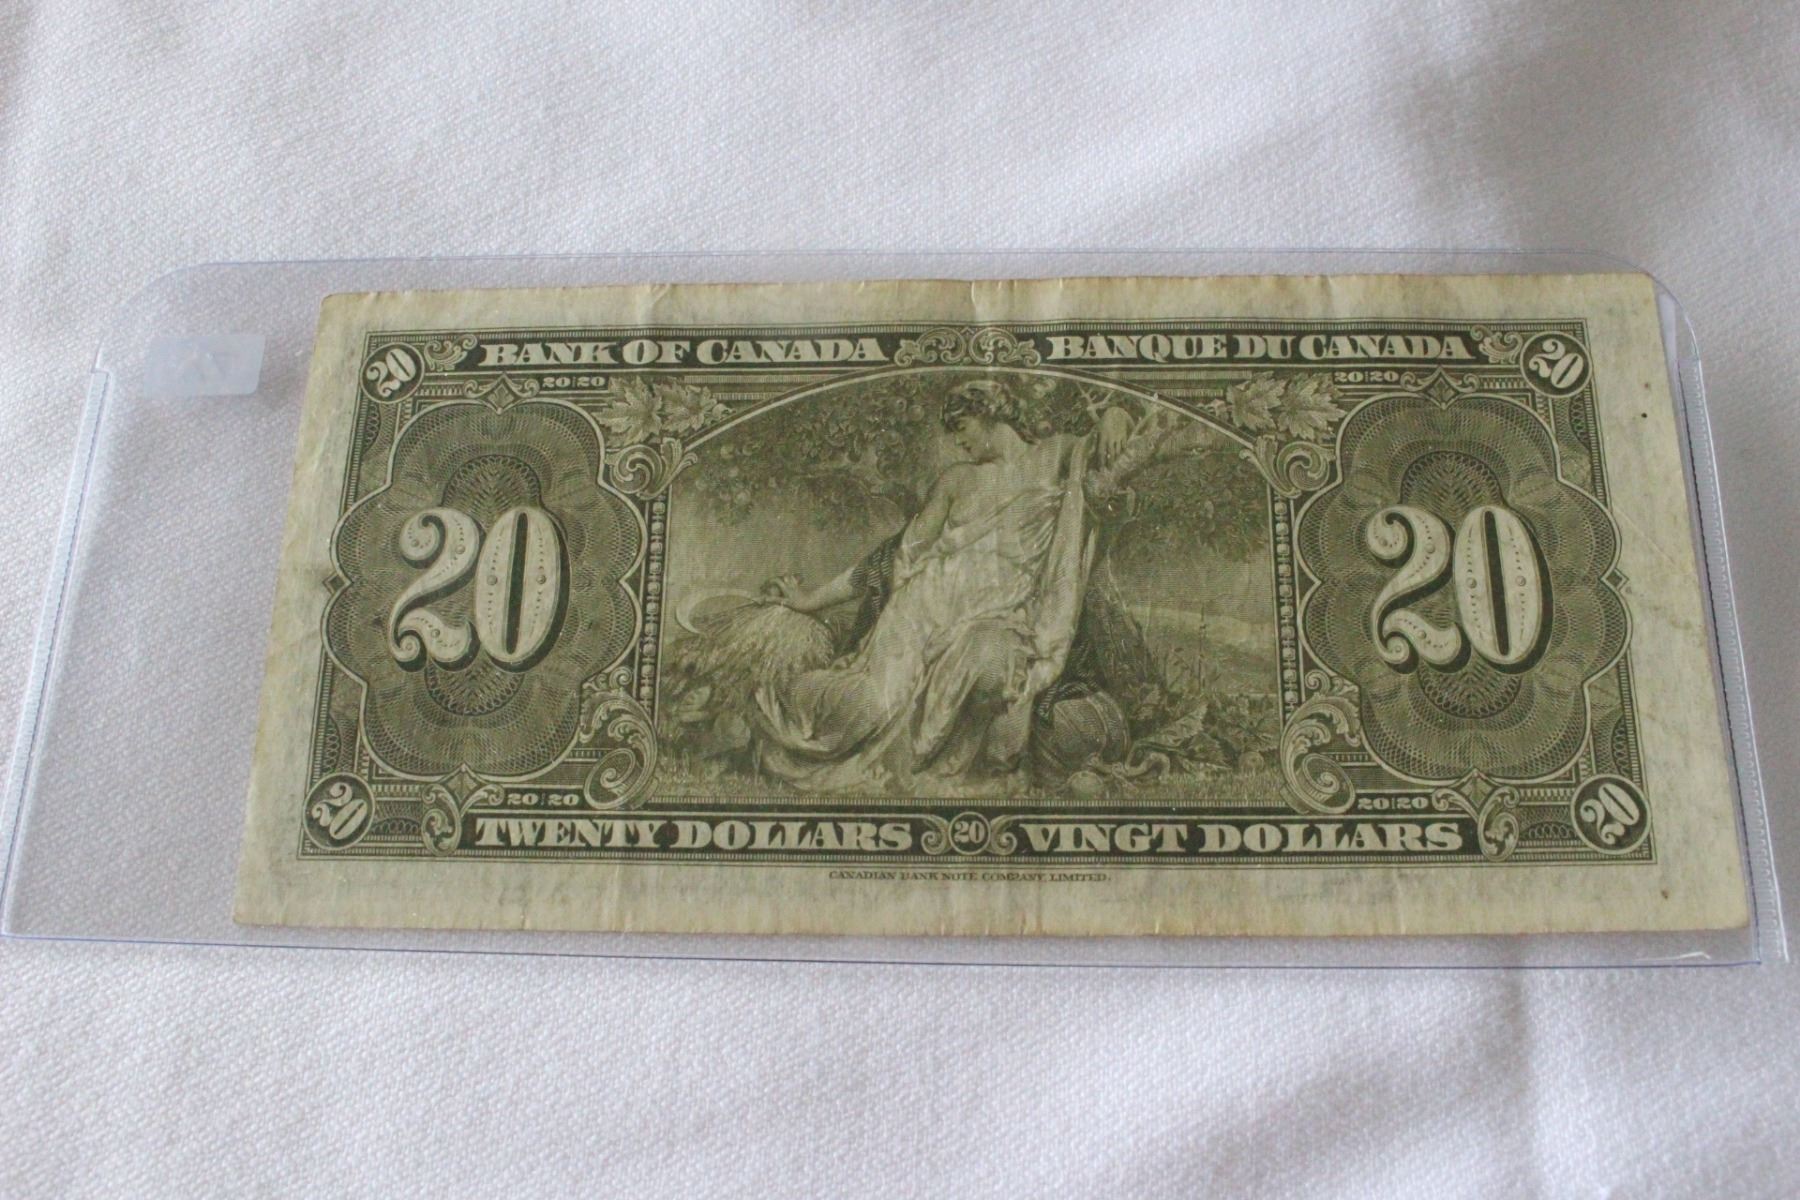 BANK OF CANADA BANQUE DU CANADA
20 20
20|20 20|20
20 20
20|20 20|20
20 20
TWENTY DOLLARS 20 VINGT DOLLARS
CANADIAN BANK NOTE COMPANY, LIMITED.